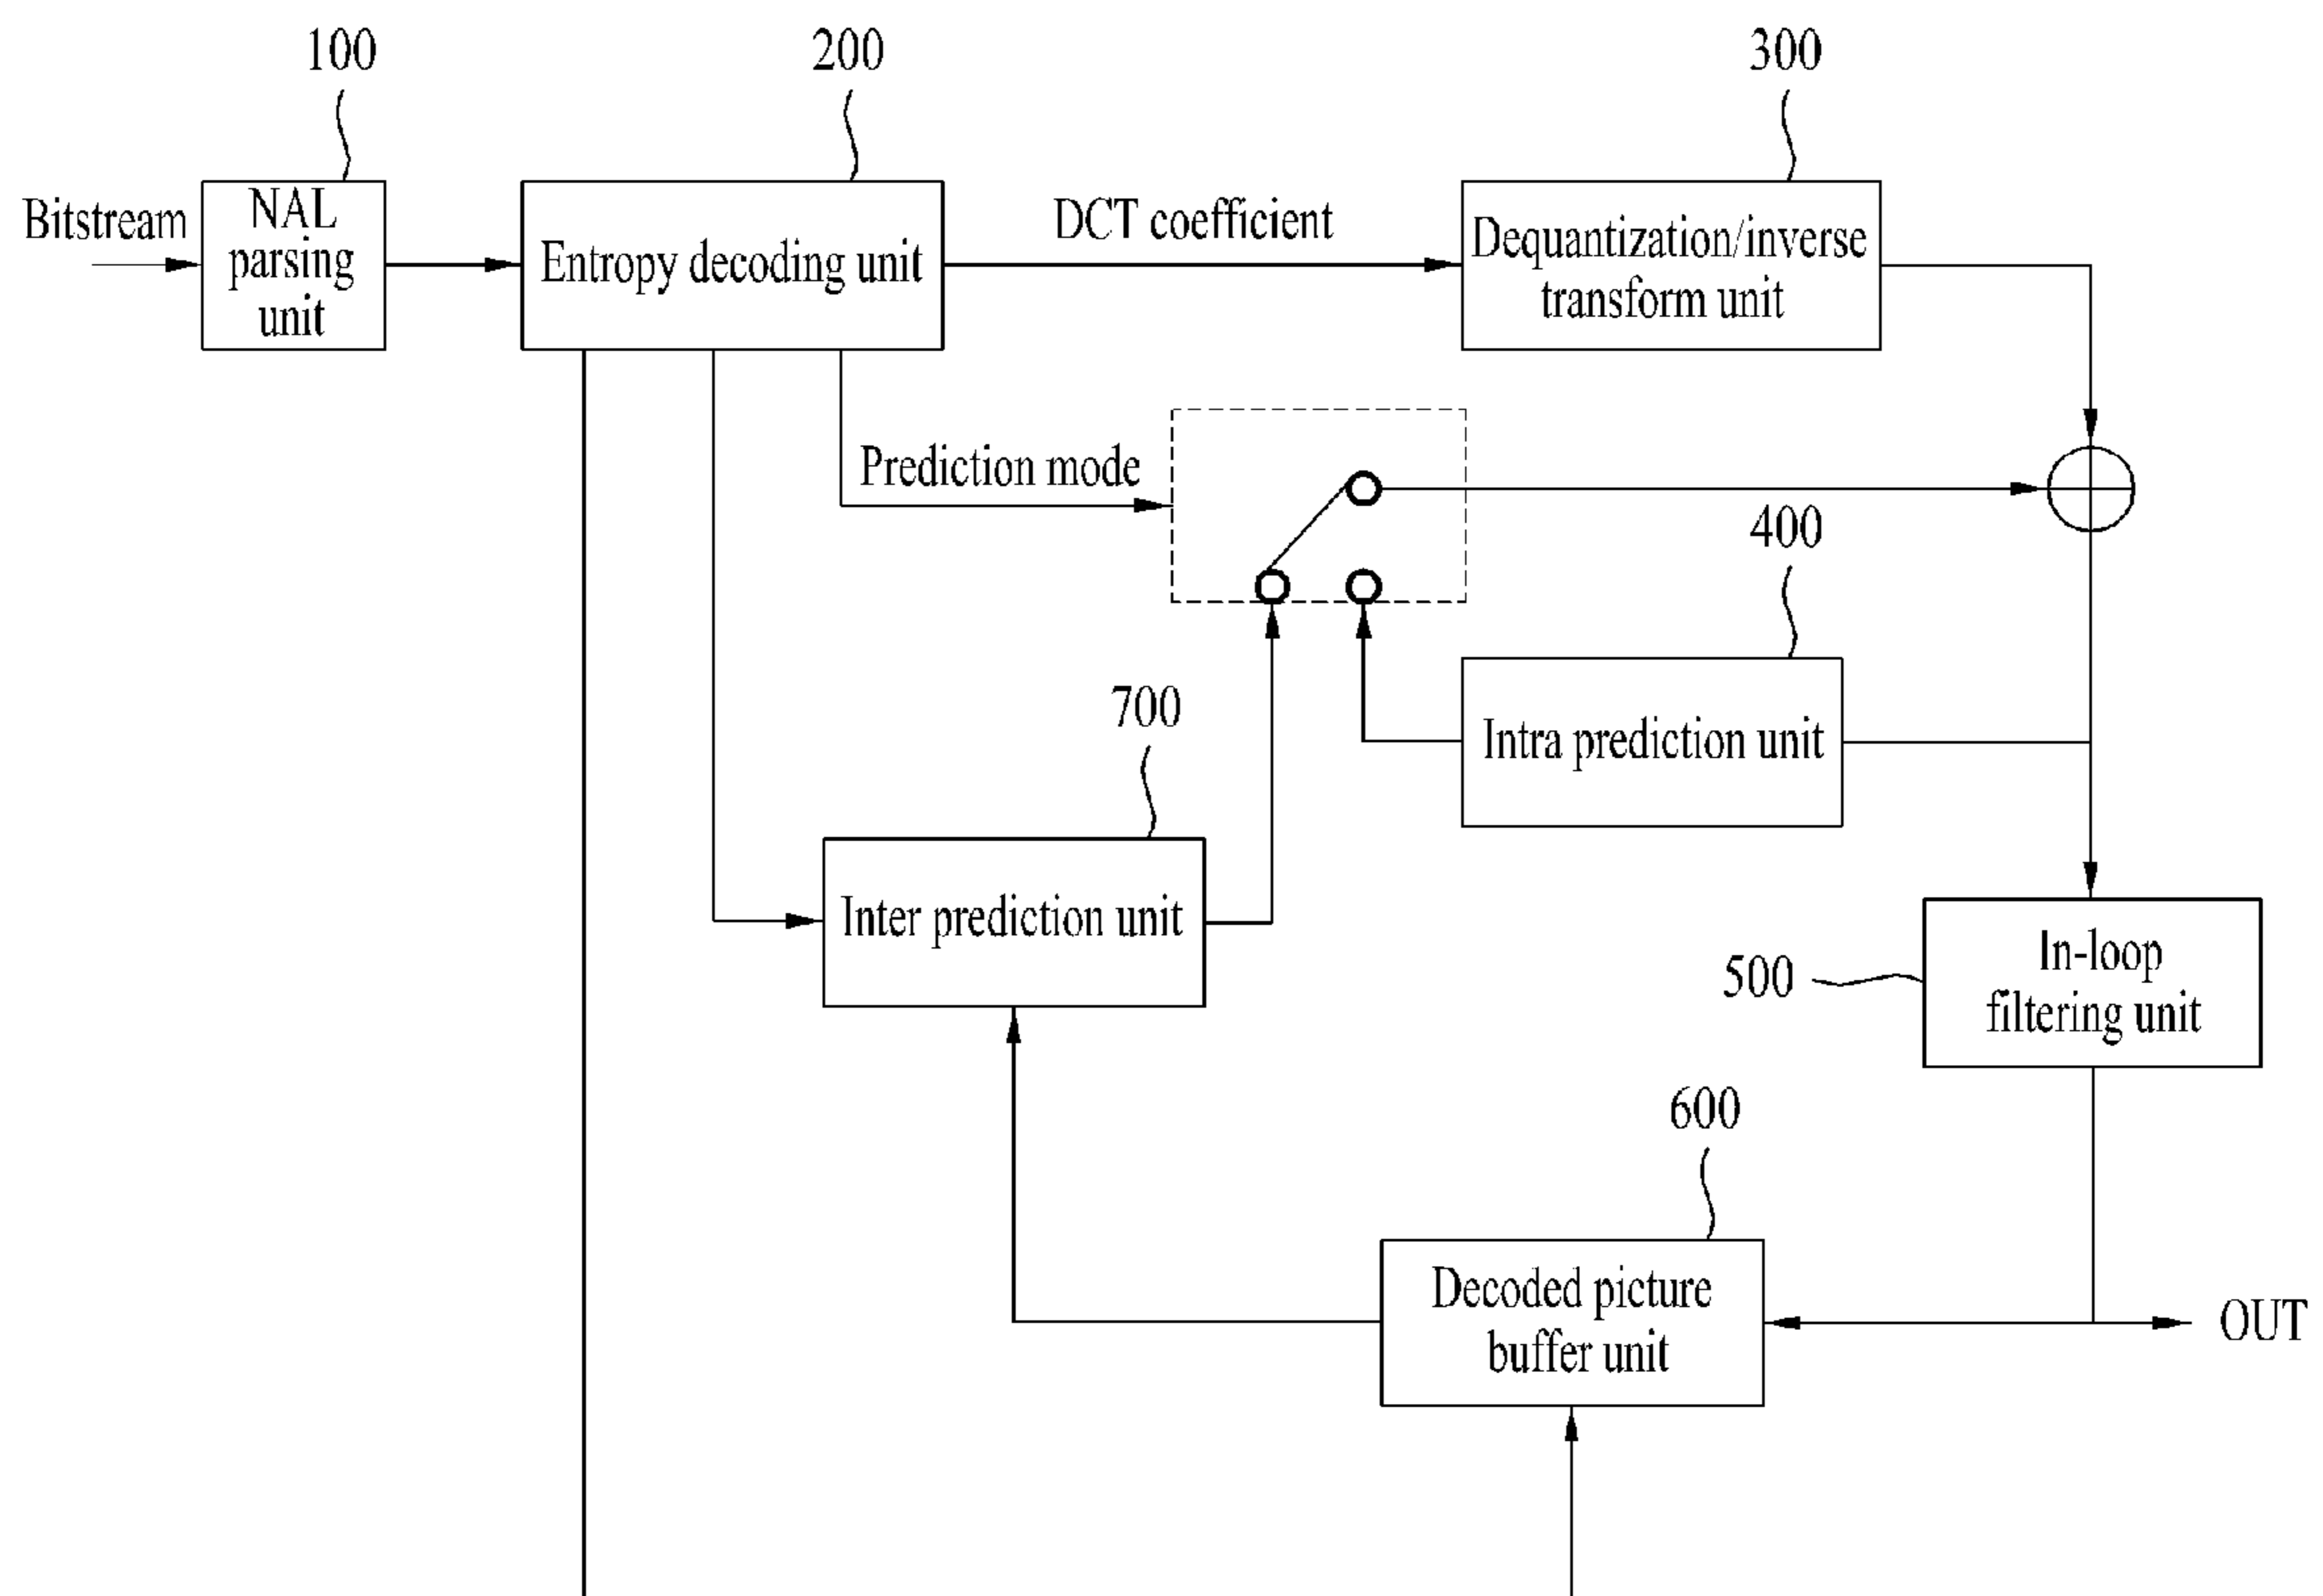 100
200
300
Bitstream
NAL
parsing
unit
Entropy decoding unit
DCT coefficient
Dequantization/inverse
transform unit
Prediction mode
400
Intra prediction unit
700
Inter prediction unit
500
In-loop
filtering unit
600
Decoded picture
buffer unit
OUT